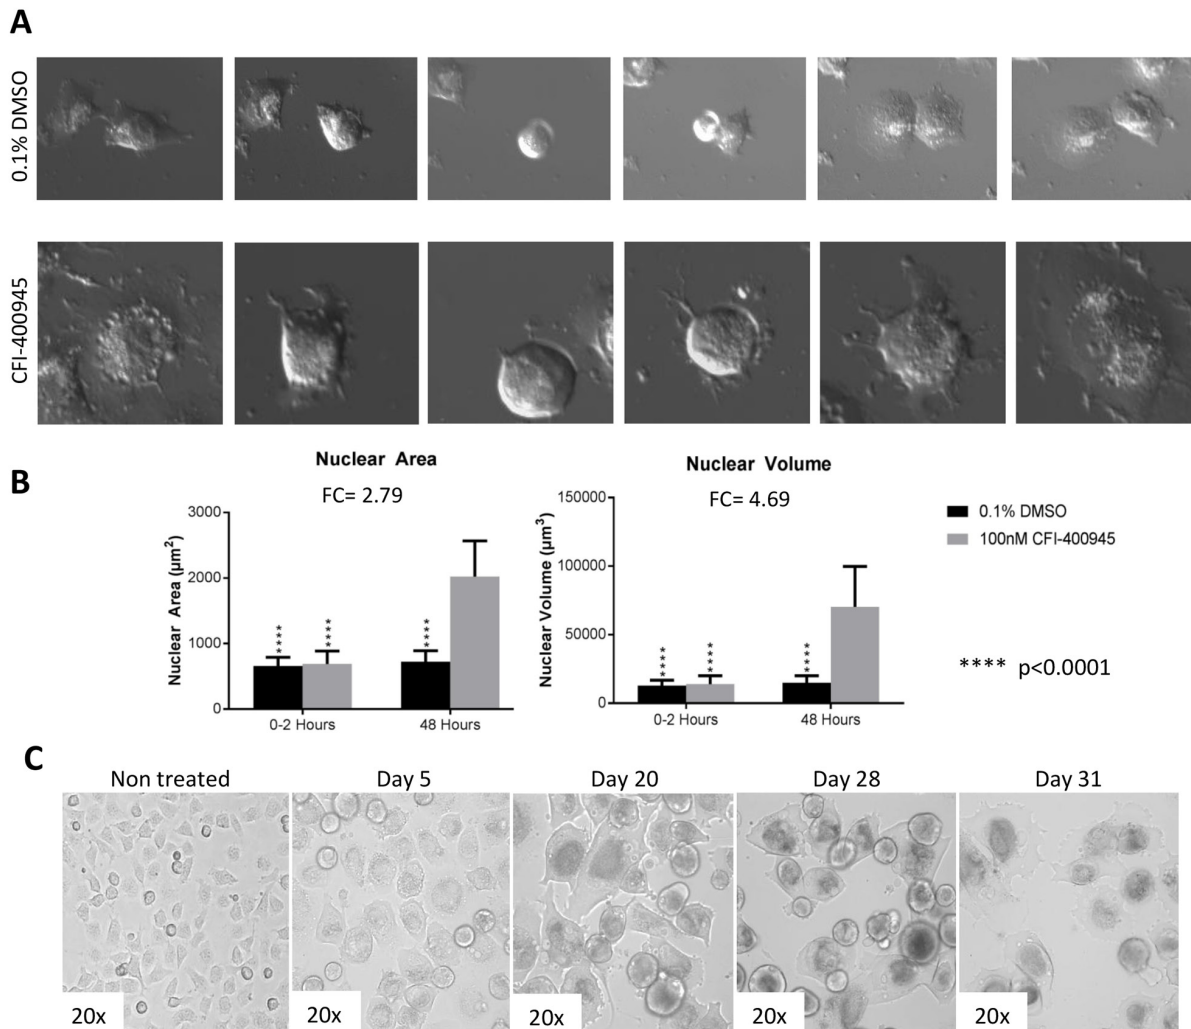 A
0.1% DMSO
CFI-400945
B
Nuclear Area
FC= 2.79
Nuclear Area (µm²)
3000
2000
1000
0
****
****
****
0-2 Hours
48 Hours
Nuclear Volume
FC= 4.69
Nuclear Volume (µm³)
150000
100000
50000
0
****
****
****
0-2 Hours
48 Hours
0.1% DMSO
100nM CFI-400945
**** p<0.0001
C
Non treated
Day 5
Day 20
Day 28
Day 31
20x
20x
20x
20x
20x